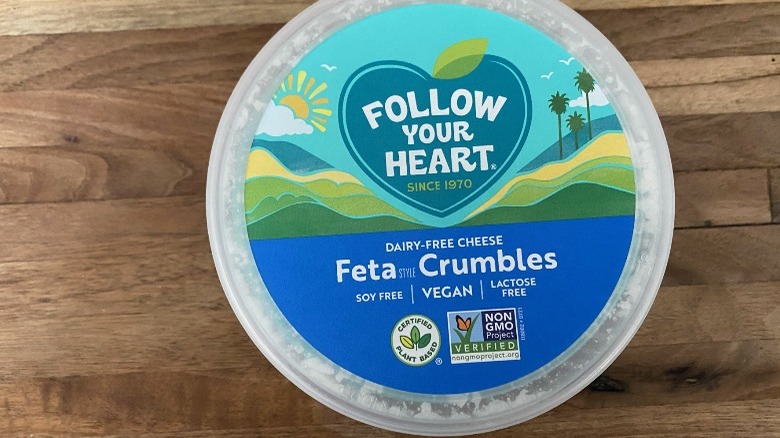 FOLLOW
YOUR
HEART®
SINCE 1970
DAIRY-FREE CHEESE
Feta STYLE Crumbles
SOY FREE | VEGAN | LACTOSE FREE
CERTIFIED
PLANT BASED
®
NON
GMO
Project
VERIFIED
nongmoproject.org